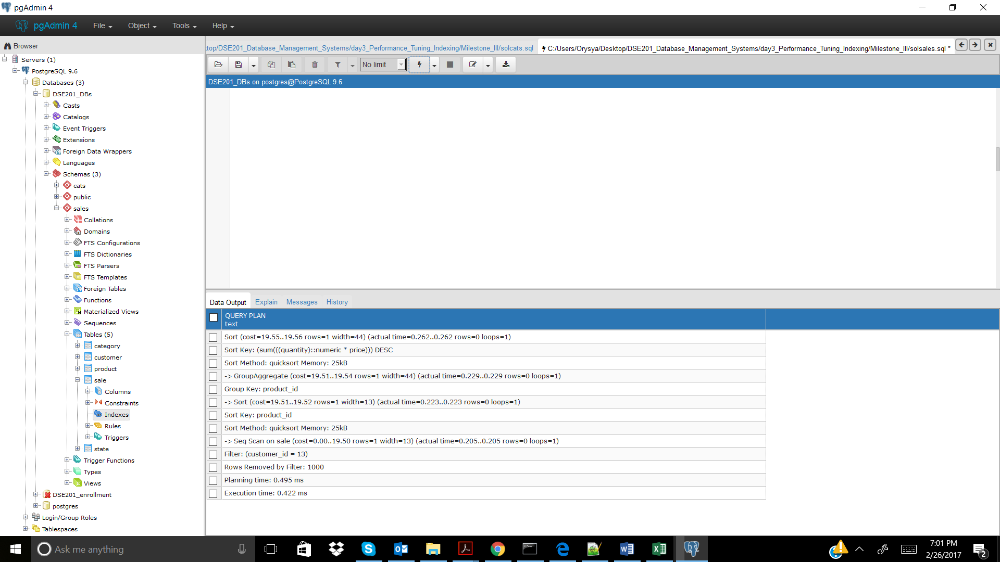 pgAdmin 4
pgAdmin 4 File Object Tools Help
Browser
ktop/DSE201_Database_Management_Systems/day3_Performance_Tuning_Indexing/Milestone_III/solcats.sql
C:/Users/Orysya/Desktop/DSE201_Database_Management_Systems/day3_Performance_Tuning_Indexing/Milestone_III/solsales.sql *
No limit
DSE201_DBs on postgres@PostgreSQL 9.6
Servers (1)
PostgreSQL 9.6
Databases (3)
DSE201_DBs
Casts
Catalogs
Event Triggers
Extensions
Foreign Data Wrappers
Languages
Schemas (3)
cats
public
sales
Collations
Domains
FTS Configurations
FTS Dictionaries
FTS Parsers
FTS Templates
Foreign Tables
Functions
Materialized Views
Sequences
Tables (5)
category
customer
product
sale
Columns
Constraints
Indexes
Rules
Triggers
state
Trigger Functions
Types
Views
DSE201_enrollment
postgres
Login/Group Roles
Tablespaces
Data Output Explain Messages History
QUERY PLAN
text
Sort (cost=19.55..19.56 rows=1 width=44) (actual time=0.262..0.262 rows=0 loops=1)
Sort Key: (sum(((quantity)::numeric * price))) DESC
Sort Method: quicksort Memory: 25kB
-> GroupAggregate (cost=19.51..19.54 rows=1 width=44) (actual time=0.229..0.229 rows=0 loops=1)
Group Key: product_id
-> Sort (cost=19.51..19.52 rows=1 width=13) (actual time=0.223..0.223 rows=0 loops=1)
Sort Key: product_id
Sort Method: quicksort Memory: 25kB
-> Seq Scan on sale (cost=0.00..19.50 rows=1 width=13) (actual time=0.205..0.205 rows=0 loops=1)
Filter: (customer_id = 13)
Rows Removed by Filter: 1000
Planning time: 0.495 ms
Execution time: 0.422 ms
Ask me anything
7:01 PM
2/26/2017
2